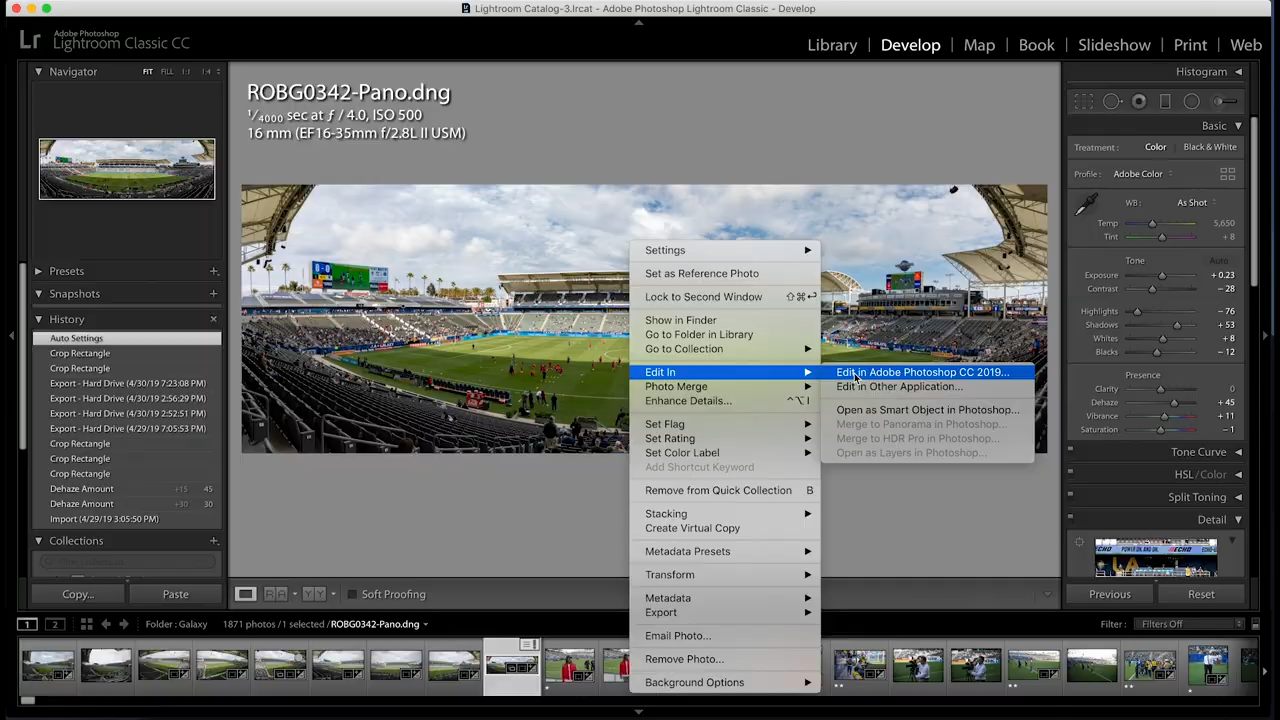 Lightroom Catalog-3.lrcat - Adobe Photoshop Lightroom Classic - Develop
Lr
Adobe Photoshop
Lightroom Classic CC
Library
Develop
Map
Book
Slideshow
Print
Web
Navigator
FIT
FILL
1:1
1:4
Presets
Snapshots
History
Auto Settings
Crop Rectangle
Crop Rectangle
Export - Hard Drive (4/30/19 7:23:08 PM)
Export - Hard Drive (4/30/19 2:56:29 PM)
Export - Hard Drive (4/30/19 2:52:51 PM)
Export - Hard Drive (4/29/19 7:05:53 PM)
Crop Rectangle
Crop Rectangle
Crop Rectangle
Dehaze Amount +15 45
Dehaze Amount +30 30
Import (4/29/19 3:05:50 PM)
Collections
Copy...
Paste
ROBG0342-Pano.dng
1/4000 sec at ƒ / 4.0, ISO 500
16 mm (EF16-35mm f/2.8L II USM)
0-0
Settings
Set as Reference Photo
Lock to Second Window ⇧⌘↩
Show in Finder
Go to Folder in Library
Go to Collection
Edit In
Photo Merge
Enhance Details... ^⌥I
Set Flag
Set Rating
Set Color Label
Add Shortcut Keyword
Remove from Quick Collection B
Stacking
Create Virtual Copy
Metadata Presets
Transform
Metadata
Export
Email Photo...
Remove Photo...
Background Options
Edit in Adobe Photoshop CC 2019...
Edit in Other Application...
Open as Smart Object in Photoshop...
Merge to Panorama in Photoshop...
Merge to HDR Pro in Photoshop...
Open as Layers in Photoshop...
Histogram
Basic
Treatment: Color Black & White
Profile: Adobe Color
WB: As Shot
Temp 5,650
Tint + 8
Tone Auto
Exposure + 0.23
Contrast − 28
Highlights − 76
Shadows + 53
Whites + 8
Blacks − 12
Presence
Clarity 0
Dehaze + 45
Vibrance + 11
Saturation − 1
Tone Curve
HSL/Color
Split Toning
Detail
ECHO POWER ON. GIL ECHO
Previous
Reset
RA
YY
Soft Proofing
1
2
Folder : Galaxy
1871 photos / 1 selected / ROBG0342-Pano.dng
Filter : Filters Off